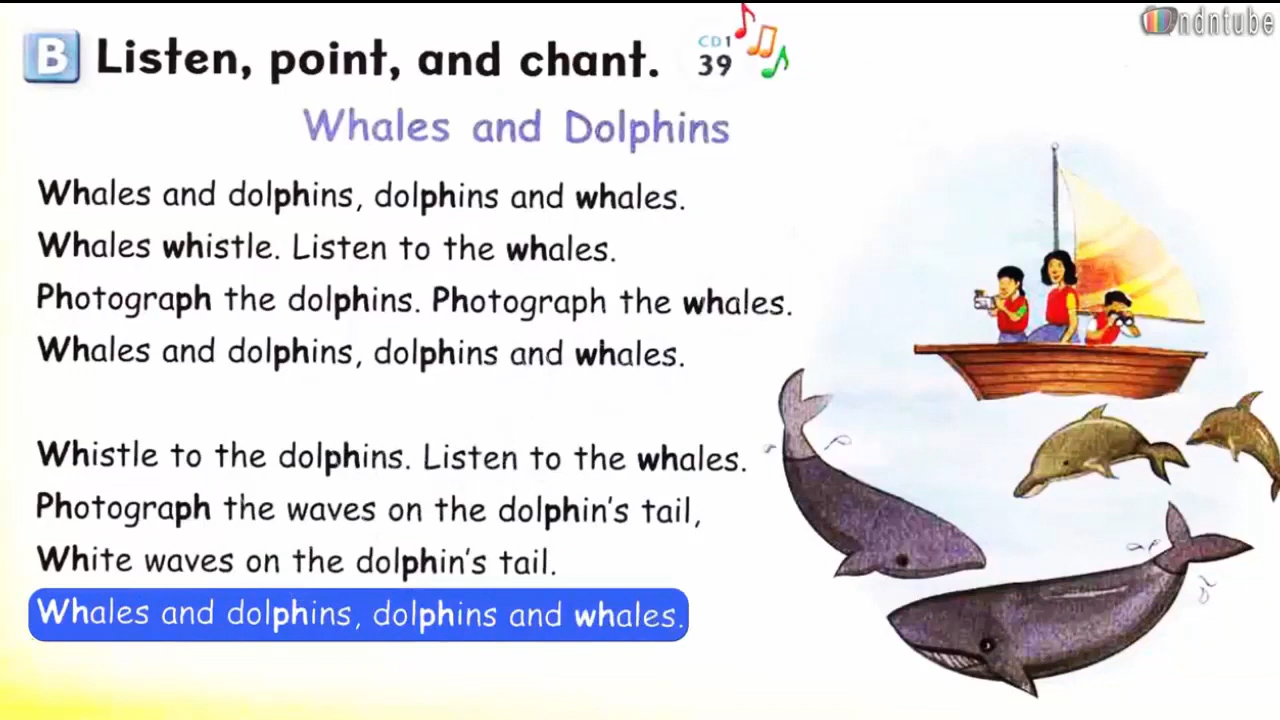 ndntube
B Listen, point, and chant. CD1 39
Whales and Dolphins
Whales and dolphins, dolphins and whales.
Whales whistle. Listen to the whales.
Photograph the dolphins. Photograph the whales.
Whales and dolphins, dolphins and whales.
Whistle to the dolphins. Listen to the whales.
Photograph the waves on the dolphin's tail,
White waves on the dolphin's tail.
Whales and dolphins, dolphins and whales.